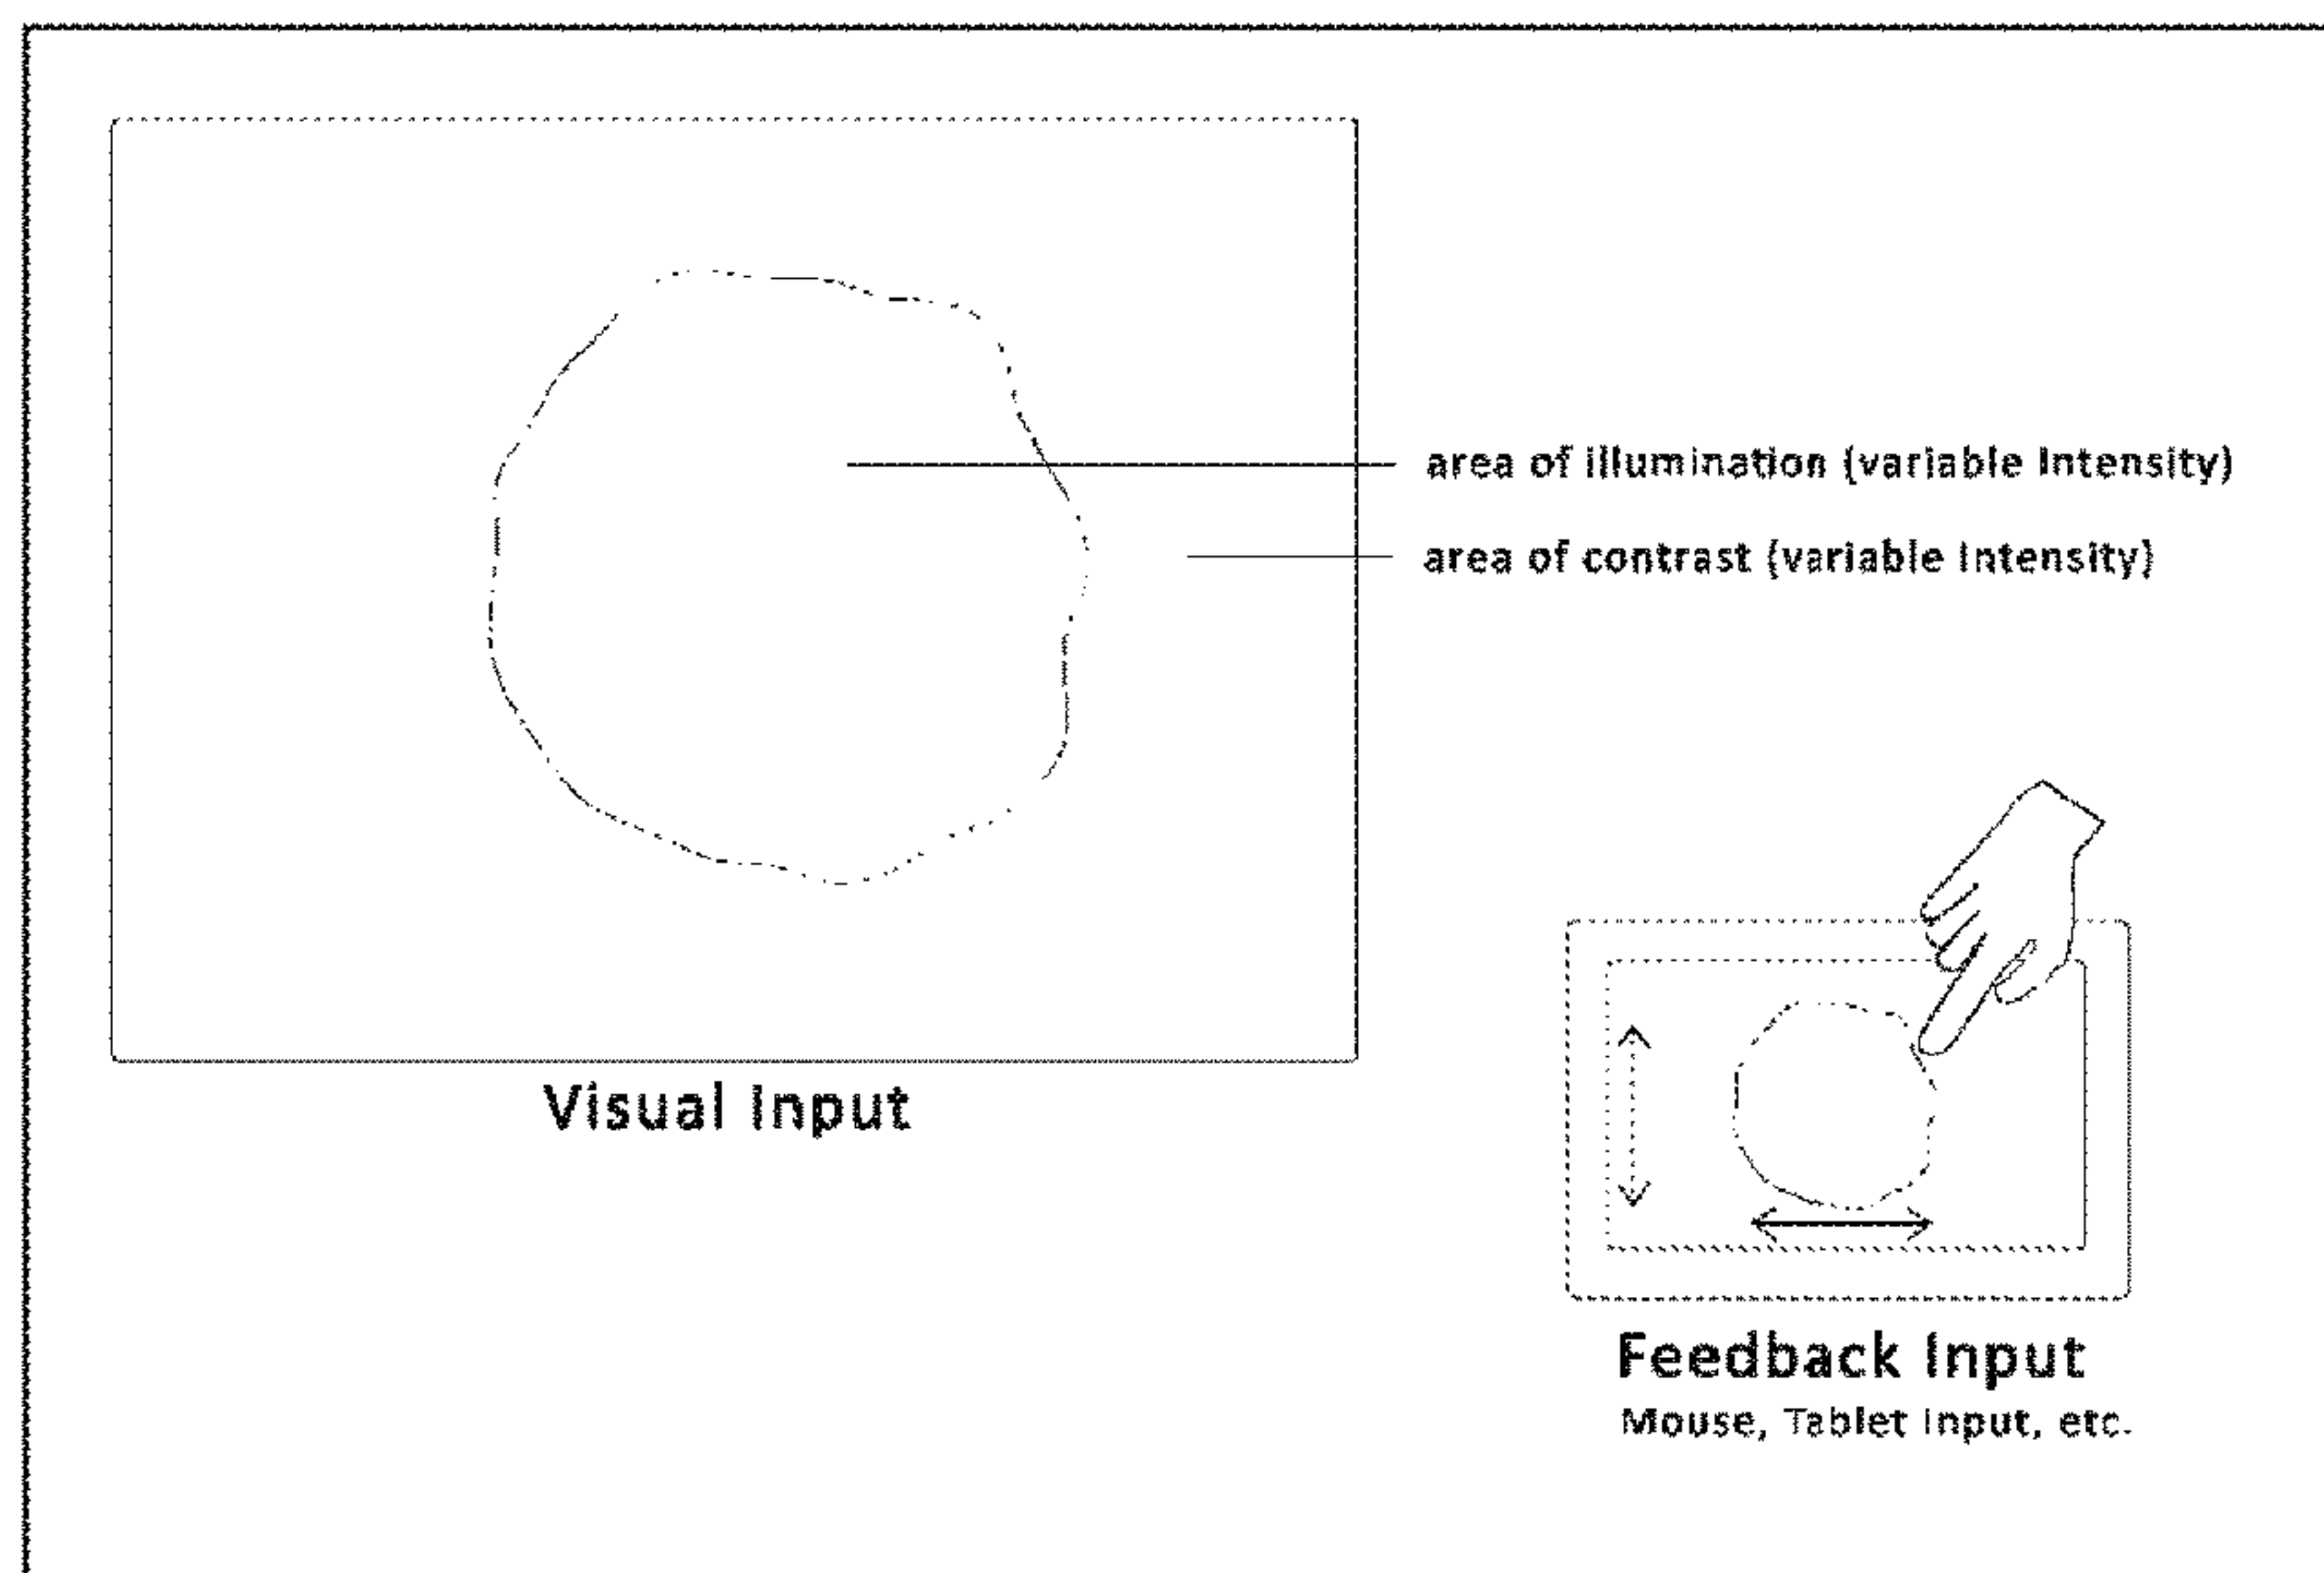 area of illumination (variable Intensity)
area of contrast (variable Intensity)
Visual Input
Feedback Input
Mouse, Tablet Input, etc.